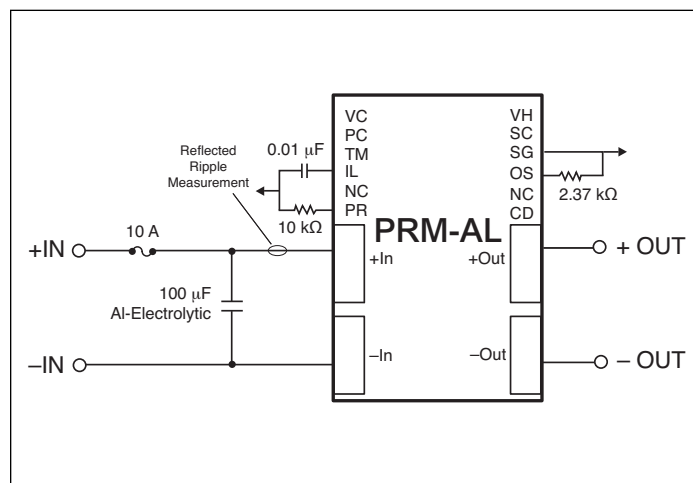 VC
PC
TM
IL
NC
PR
VH
SC
SG
OS
NC
CD
0.01 µF
10 kΩ
2.37 kΩ
Reflected
Ripple
Measurement
PRM-AL
10 A
+IN
+In
+Out
+ OUT
100 µF
Al-Electrolytic
–IN
–In
–Out
– OUT